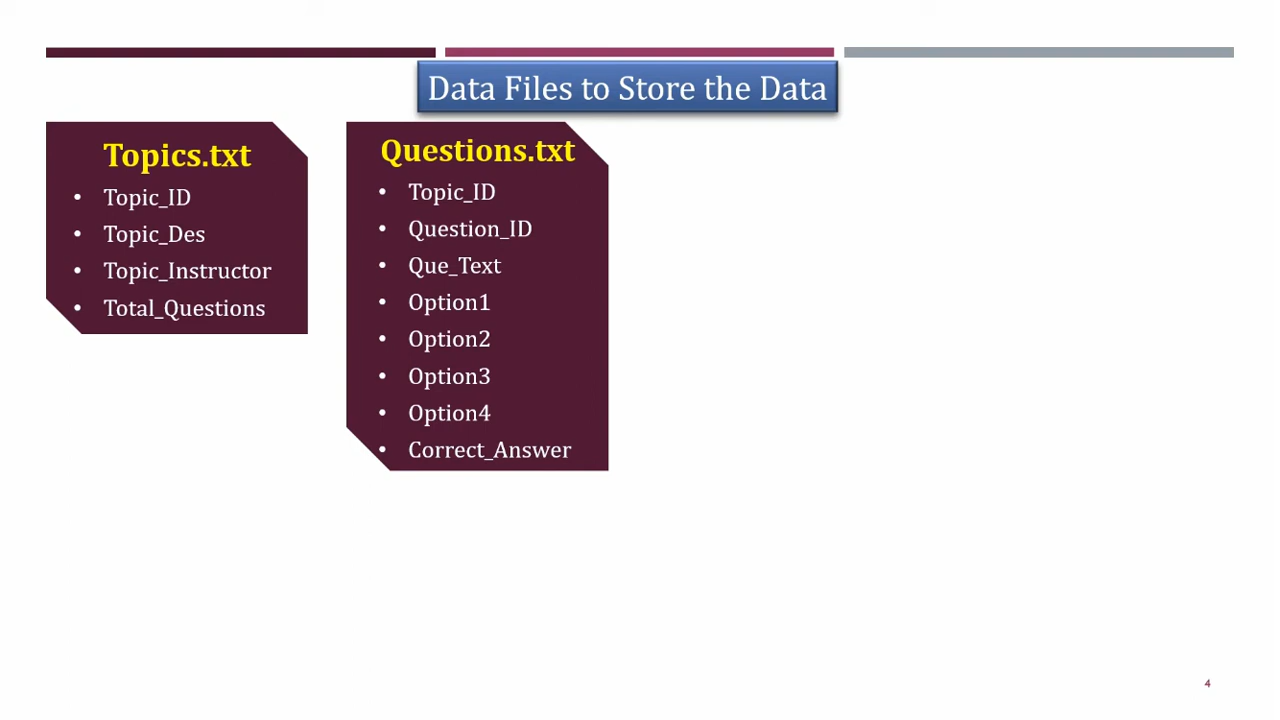 Data Files to Store the Data
Topics.txt
• Topic_ID
• Topic_Des
• Topic_Instructor
• Total_Questions
Questions.txt
• Topic_ID
• Question_ID
• Que_Text
• Option1
• Option2
• Option3
• Option4
• Correct_Answer
4